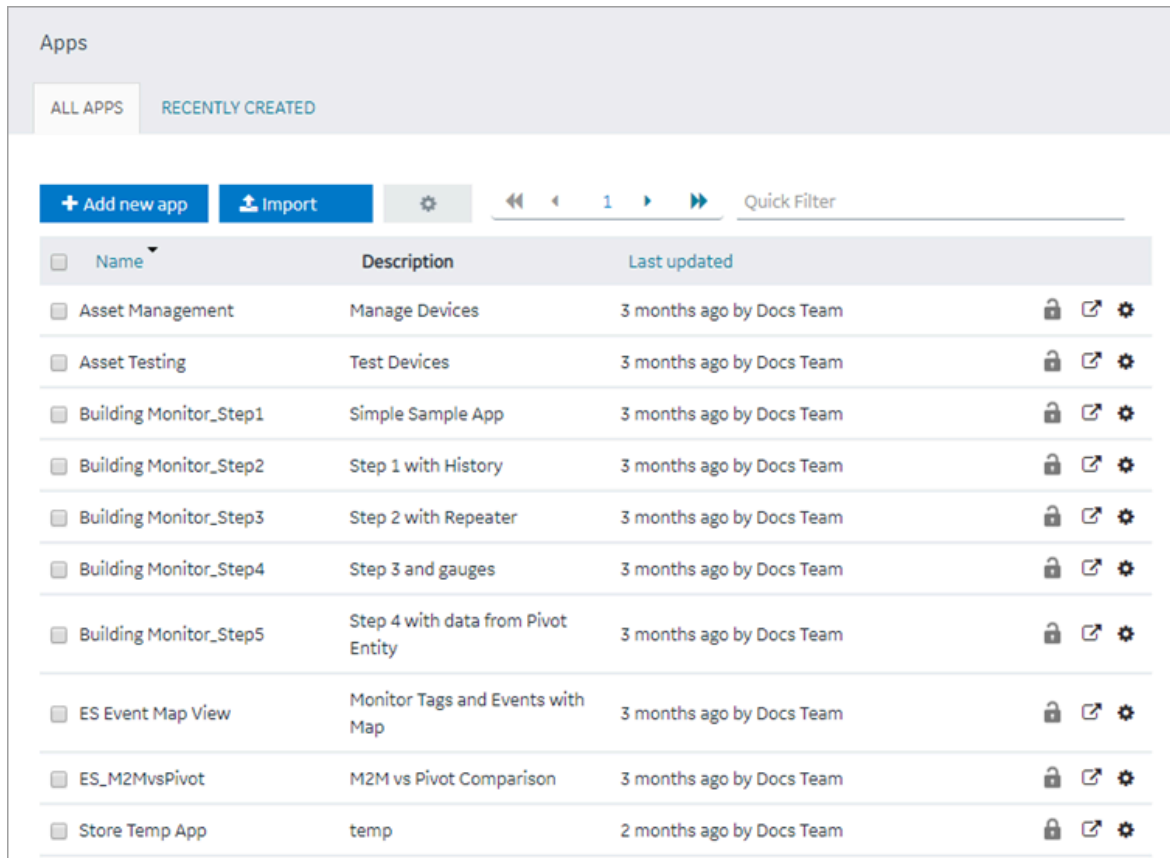 Apps
ALL APPS RECENTLY CREATED
Add new app Import 1 Quick Filter
Name Description Last updated
Asset Management Manage Devices 3 months ago by Docs Team
Asset Testing Test Devices 3 months ago by Docs Team
Building Monitor_Step1 Simple Sample App 3 months ago by Docs Team
Building Monitor_Step2 Step 1 with History 3 months ago by Docs Team
Building Monitor_Step3 Step 2 with Repeater 3 months ago by Docs Team
Building Monitor_Step4 Step 3 and gauges 3 months ago by Docs Team
Building Monitor_Step5 Step 4 with data from Pivot
Entity 3 months ago by Docs Team
ES Event Map View Monitor Tags and Events with
Map 3 months ago by Docs Team
ES_M2MvsPivot M2M vs Pivot Comparison 3 months ago by Docs Team
Store Temp App temp 2 months ago by Docs Team